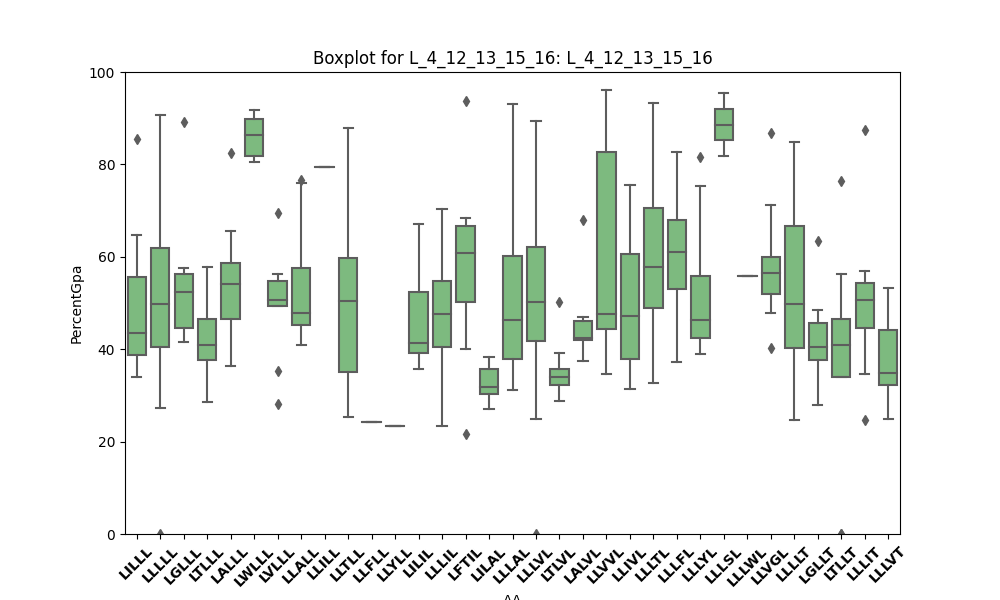 Boxplot for L_4_12_13_15_16: L_4_12_13_15_16
100
80
60
40
20
0
PercentGpa
LILLL LLLLL LGLLL LTLLL LALLL LWLLL LVLLL LLALL LLILL LLTLL LLFLL LLYLL LILIL LLLIL LFTIL LILAL LLLAL LLLVL LTLVL LALVL LLVVL LLIVL LLLTL LLLFL LLLYL LLLSL LLLWL LLVGL LLLLT LGLLT LTLLT LLLIT LLLVT
AA